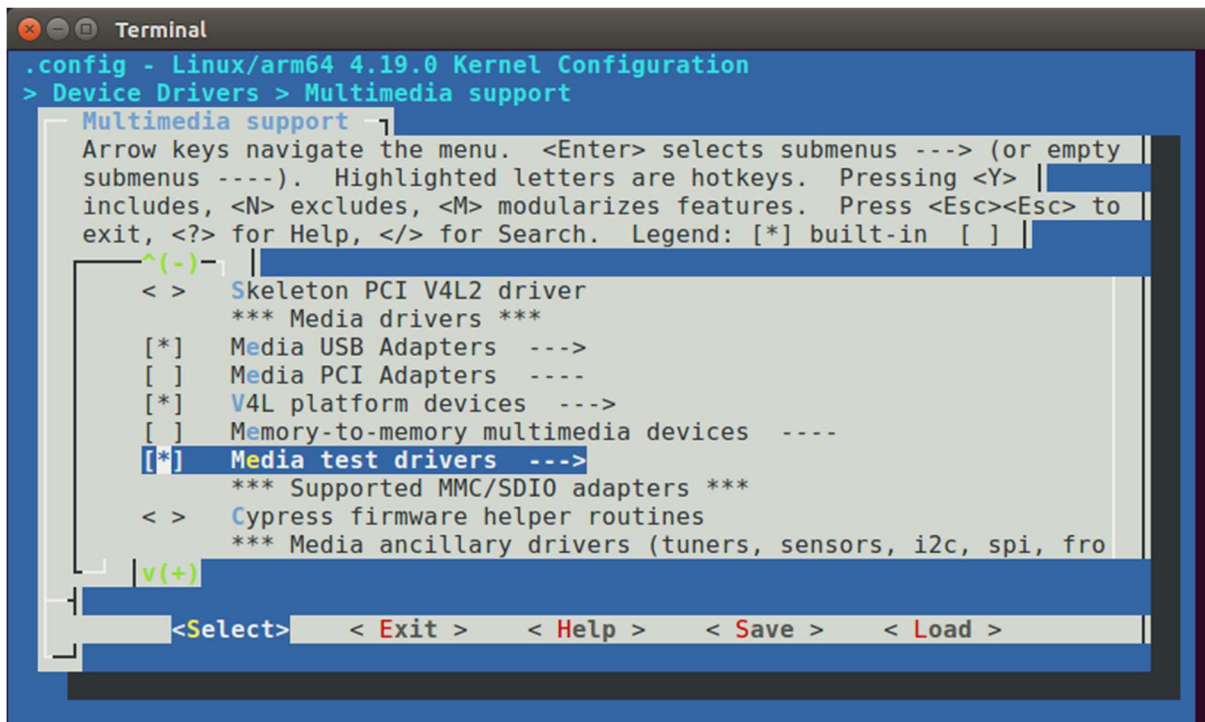 Terminal
.config - Linux/arm64 4.19.0 Kernel Configuration
> Device Drivers > Multimedia support
Multimedia support
Arrow keys navigate the menu.  <Enter> selects submenus ---> (or empty
submenus ----).  Highlighted letters are hotkeys.  Pressing <Y>
includes, <N> excludes, <M> modularizes features.  Press <Esc><Esc> to
exit, <?> for Help, </> for Search.  Legend: [*] built-in  [ ]
^(-)
< >   Skeleton PCI V4L2 driver
*** Media drivers ***
[*]   Media USB Adapters  --->
[ ]   Media PCI Adapters  ----
[*]   V4L platform devices  --->
[ ]   Memory-to-memory multimedia devices  ----
[*]   Media test drivers  --->
*** Supported MMC/SDIO adapters ***
< >   Cypress firmware helper routines
*** Media ancillary drivers (tuners, sensors, i2c, spi, fro
v(+)
<Select>    < Exit >    < Help >    < Save >    < Load >